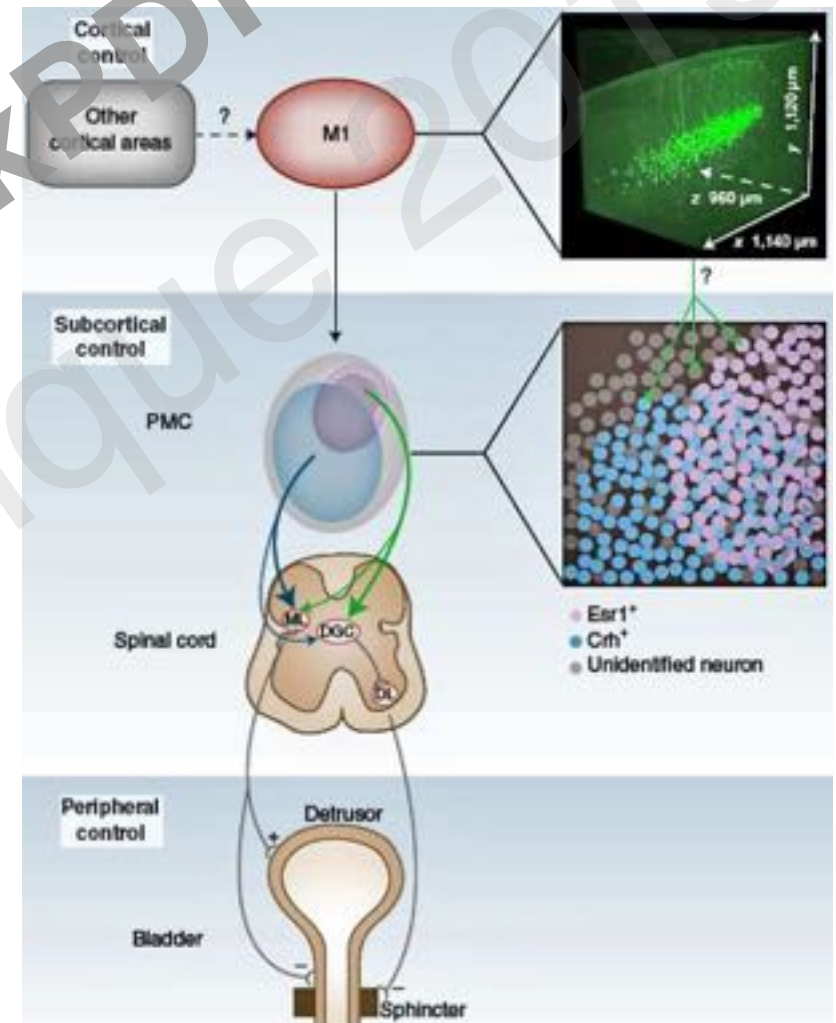 Cortical
control
Other
cortical areas
?
M1
y 1,120 µm
z 960 µm
x 1,140 µm
?
Subcortical
control
PMC
ML
DGC
DL
Spinal cord
Esr1⁺
Crh⁺
Unidentified neuron
Peripheral
control
Detrusor
+
Bladder
–
–
Sphincter